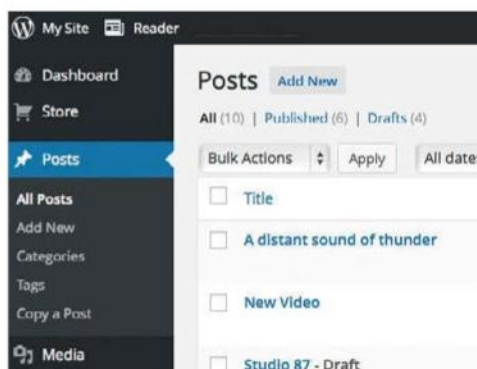 My Site Reader
Dashboard
Store
Posts
All Posts
Add New
Categories
Tags
Copy a Post
Media
Posts Add New
All (10) | Published (6) | Drafts (4)
Bulk Actions Apply All date
Title
A distant sound of thunder
New Video
Studio 87 - Draft